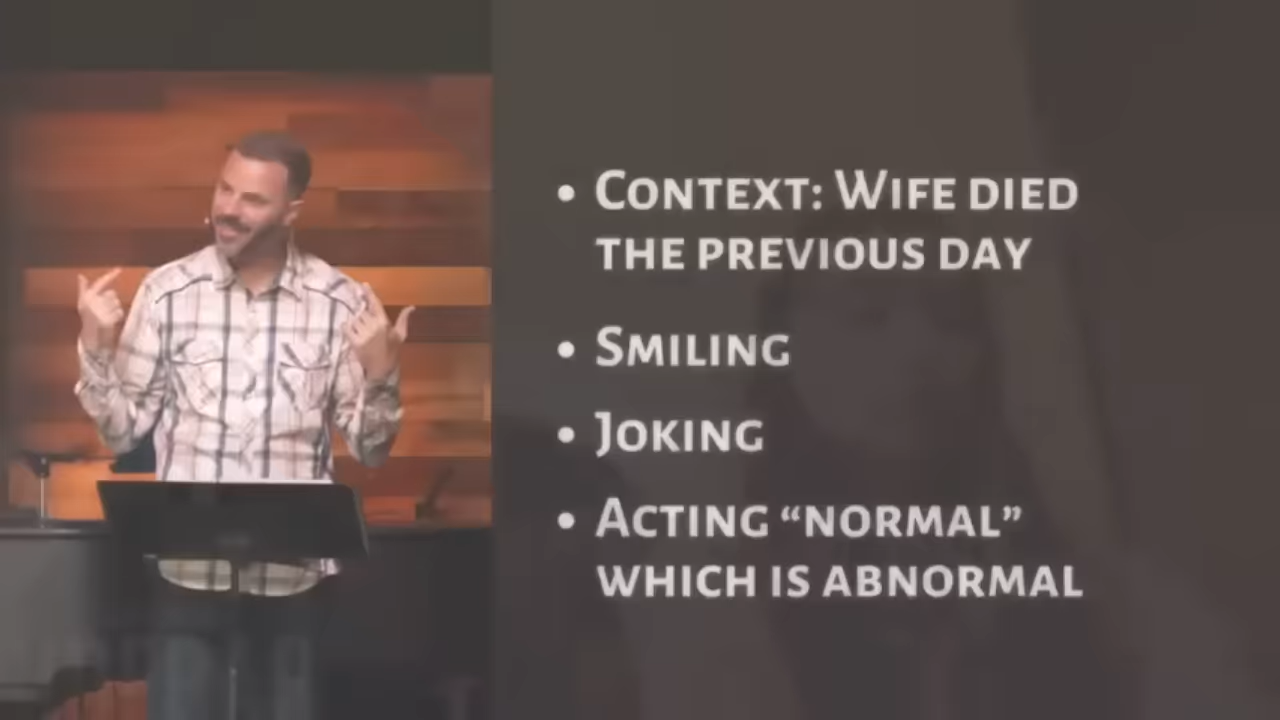 • Context: Wife died
the previous day
• Smiling
• Joking
• Acting “normal”
which is abnormal